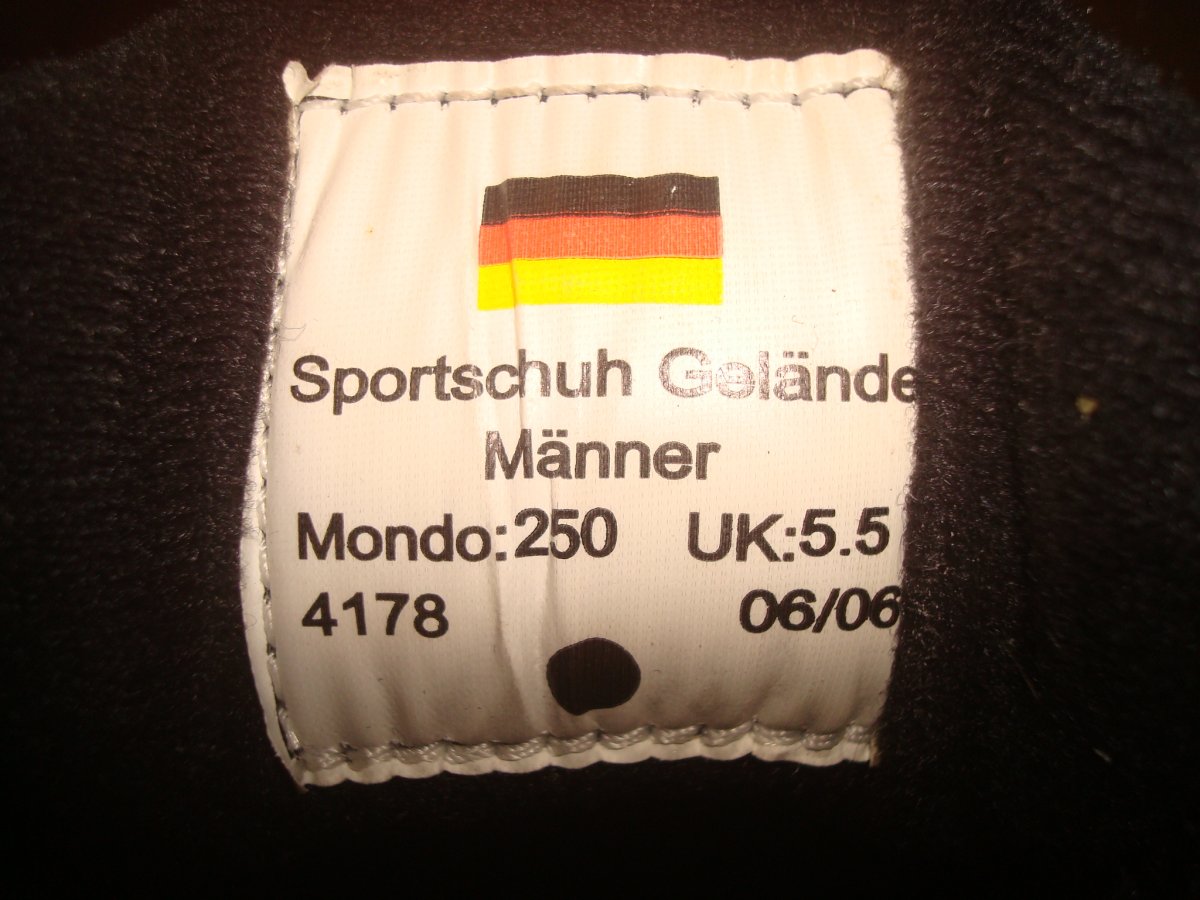 Sportschuh Gelände
Männer
Mondo:250 UK:5.5
4178 06/06